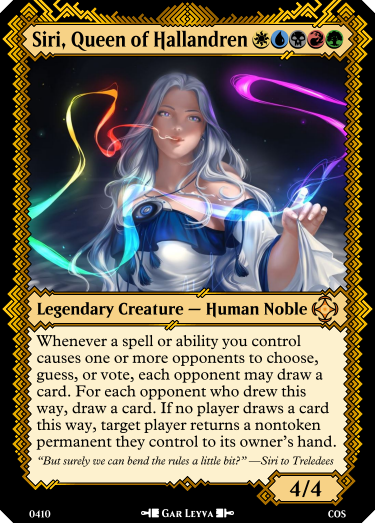 Siri, Queen of Hallandren
Legendary Creature — Human Noble
Whenever a spell or ability you control
causes one or more opponents to choose,
guess, or vote, each opponent may draw a
card. For each opponent who drew this
way, draw a card. If no player draws a card
this way, target player returns a nontoken
permanent they control to its owner's hand.
“But surely we can bend the rules a little bit?” —Siri to Treledees
4/4
0410
Gar Leyva
COS